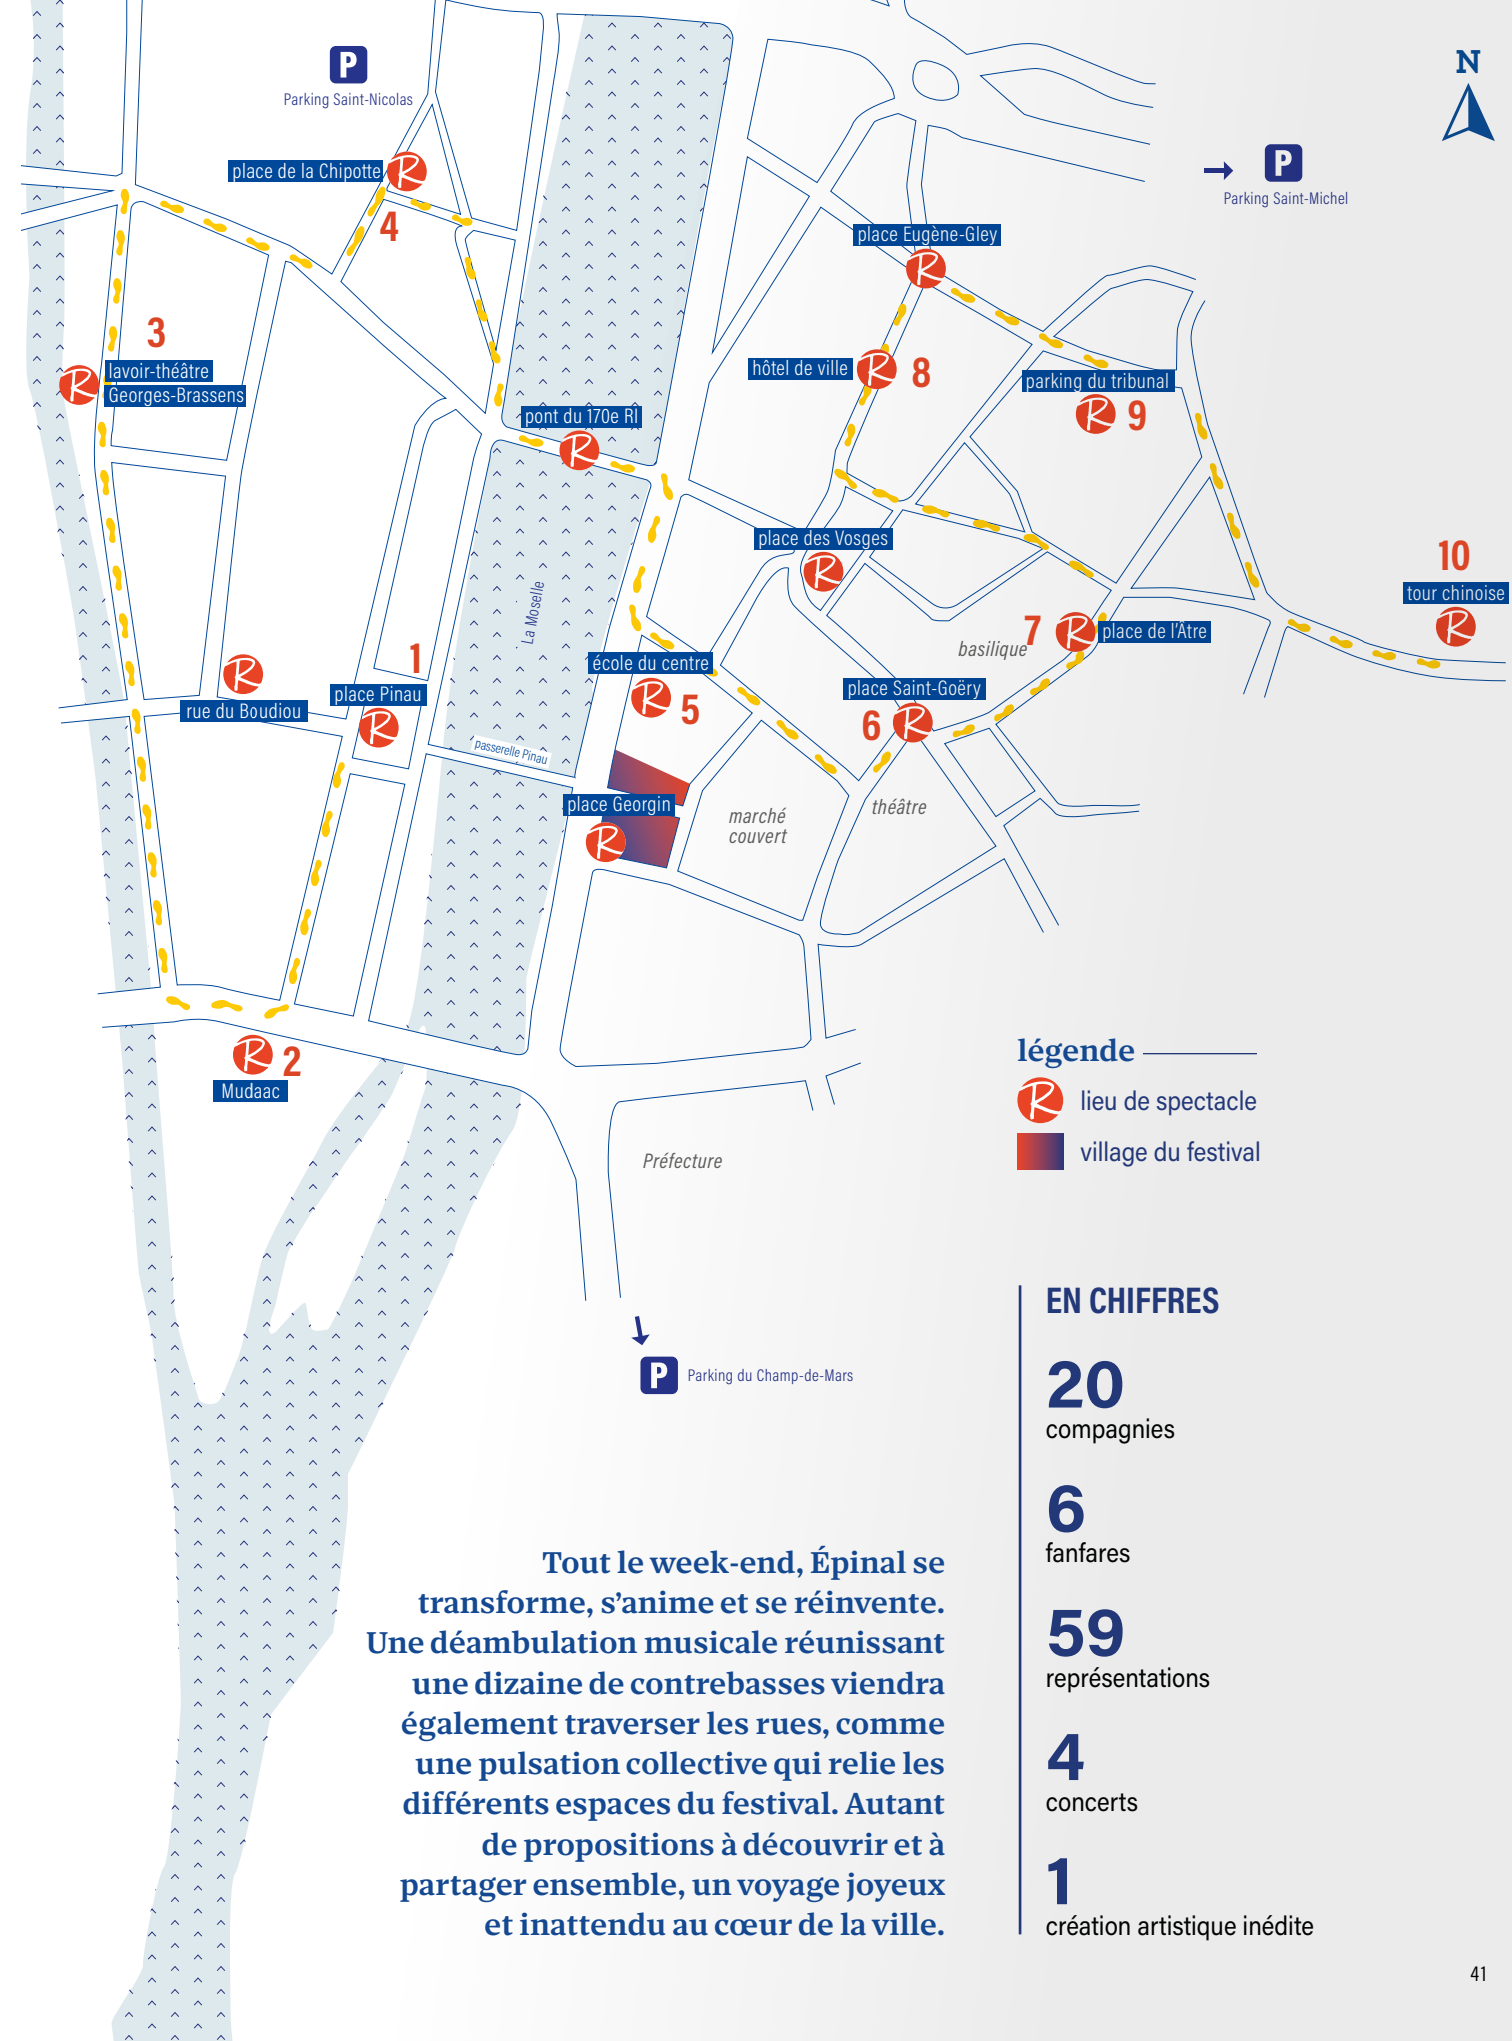 N
P
Parking Saint-Nicolas
P
Parking Saint-Michel
place de la Chipotte
R
4
place Eugène-Gley
R
3
lavoir-théâtre
Georges-Brassens
R
hôtel de ville
R
8
parking du tribunal
R
9
pont du 170e RI
R
place des Vosges
R
10
tour chinoise
R
La Moselle
basilique
7
R
place de l'Âtre
1
place Pinau
R
R
rue du Boudiou
école du centre
R
5
place Saint-Goëry
6
R
passerelle Pinau
place Georgin
R
marché
couvert
théâtre
R
2
Mudaac
Préfecture
P
Parking du Champ-de-Mars
légende
R
lieu de spectacle
village du festival
EN CHIFFRES
20
compagnies
6
fanfares
59
représentations
4
concerts
1
création artistique inédite
Tout le week-end, Épinal se
transforme, s’anime et se réinvente.
Une déambulation musicale réunissant
une dizaine de contrebasses viendra
également traverser les rues, comme
une pulsation collective qui relie les
différents espaces du festival. Autant
de propositions à découvrir et à
partager ensemble, un voyage joyeux
et inattendu au cœur de la ville.
41